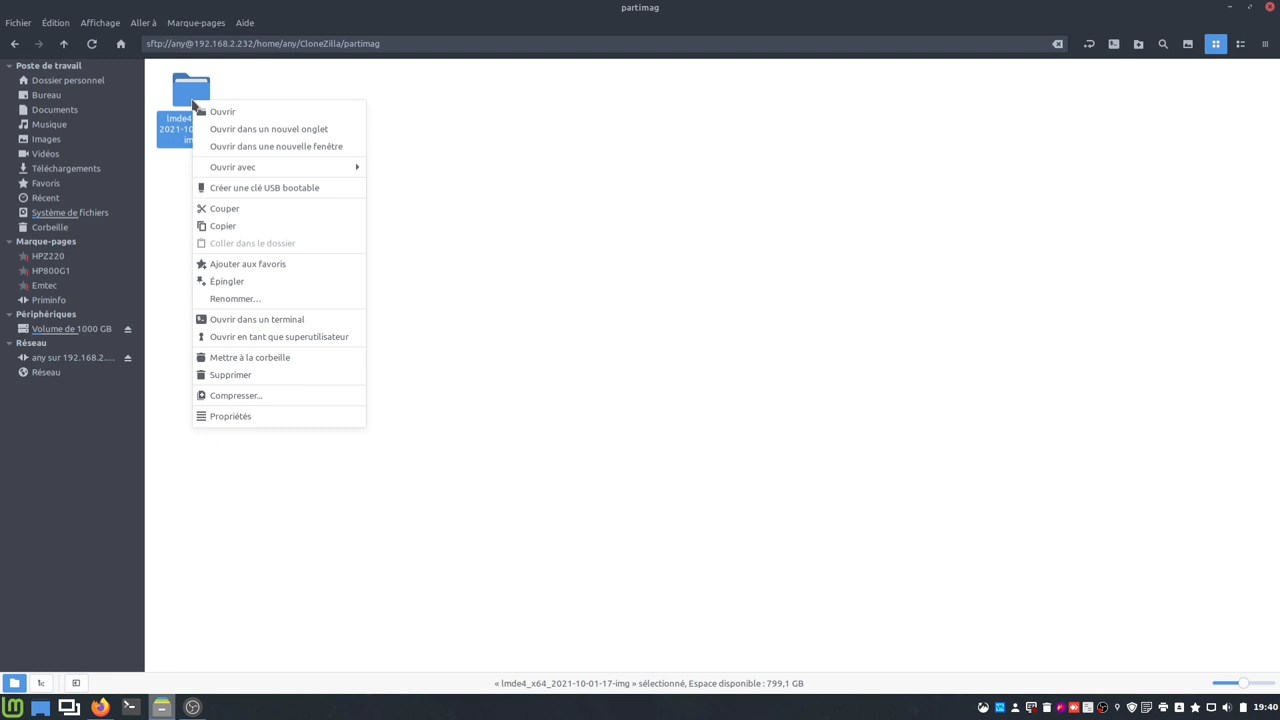 partimag
Fichier Édition Affichage Aller à Marque-pages Aide
sftp://any@192.168.2.232/home/any/CloneZilla/partimag
Poste de travail
Dossier personnel
Bureau
Documents
Musique
Images
Vidéos
Téléchargements
Favoris
Récent
Système de fichiers
Corbeille
Marque-pages
HPZ220
HP800G1
Emtec
Priminfo
Périphériques
Volume de 1000 GB
Réseau
any sur 192.168.2....
Réseau
lmde4
2021-10
im
Ouvrir
Ouvrir dans un nouvel onglet
Ouvrir dans une nouvelle fenêtre
Ouvrir avec
Créer une clé USB bootable
Couper
Copier
Coller dans le dossier
Ajouter aux favoris
Épingler
Renommer...
Ouvrir dans un terminal
Ouvrir en tant que superutilisateur
Mettre à la corbeille
Supprimer
Compresser...
Propriétés
« lmde4_x64_2021-10-01-17-img » sélectionné, Espace disponible : 799,1 GB
19:40